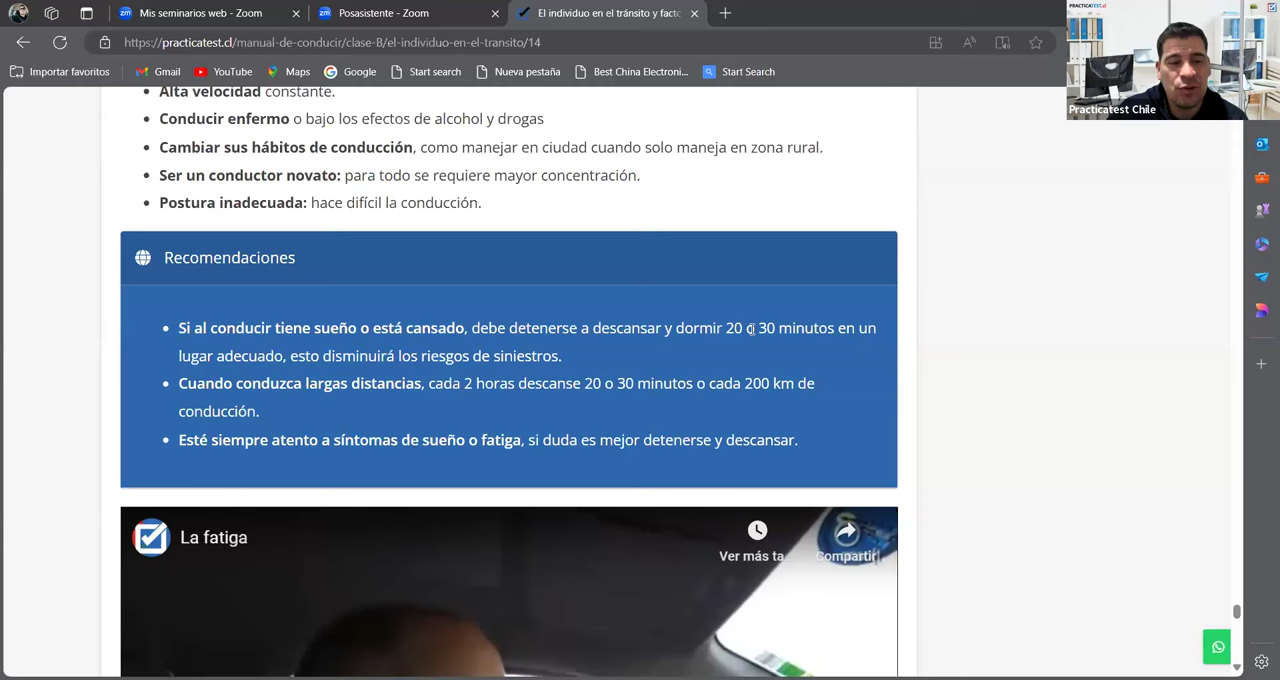 Mis seminarios web - Zoom
Posasistente - Zoom
El individuo en el tránsito y facto
https://practicatest.cl/manual-de-conducir/clase-B/el-individuo-en-el-transito/14
Importar favoritos
Gmail
YouTube
Maps
Google
Start search
Nueva pestaña
Best China Electroni...
Start Search
PRACTICATEST.cl
Practicatest Chile
Alta velocidad constante.
Conducir enfermo o bajo los efectos de alcohol y drogas
Cambiar sus hábitos de conducción, como manejar en ciudad cuando solo maneja en zona rural.
Ser un conductor novato: para todo se requiere mayor concentración.
Postura inadecuada: hace difícil la conducción.
Recomendaciones
Si al conducir tiene sueño o está cansado, debe detenerse a descansar y dormir 20 o 30 minutos en un
lugar adecuado, esto disminuirá los riesgos de siniestros.
Cuando conduzca largas distancias, cada 2 horas descanse 20 o 30 minutos o cada 200 km de
conducción.
Esté siempre atento a síntomas de sueño o fatiga, si duda es mejor detenerse y descansar.
La fatiga
Ver más ta...
Compartir